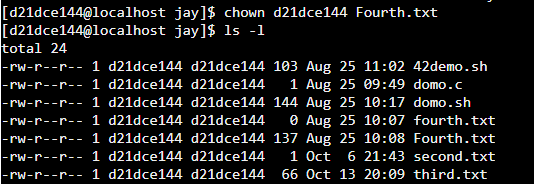 [d21dce144@localhost jay]$ chown d21dce144 Fourth.txt
[d21dce144@localhost jay]$ ls -l
total 24
-rw-r--r-- 1 d21dce144 d21dce144 103 Aug 25 11:02 42demo.sh
-rw-r--r-- 1 d21dce144 d21dce144   1 Aug 25 09:49 domo.c
-rw-r--r-- 1 d21dce144 d21dce144 144 Aug 25 10:17 domo.sh
-rw-r--r-- 1 d21dce144 d21dce144   0 Aug 25 10:07 fourth.txt
-rw-r--r-- 1 d21dce144 d21dce144 137 Aug 25 10:08 Fourth.txt
-rw-r--r-- 1 d21dce144 d21dce144   1 Oct  6 21:43 second.txt
-rw-r--r-- 1 d21dce144 d21dce144  66 Oct 13 20:09 third.txt